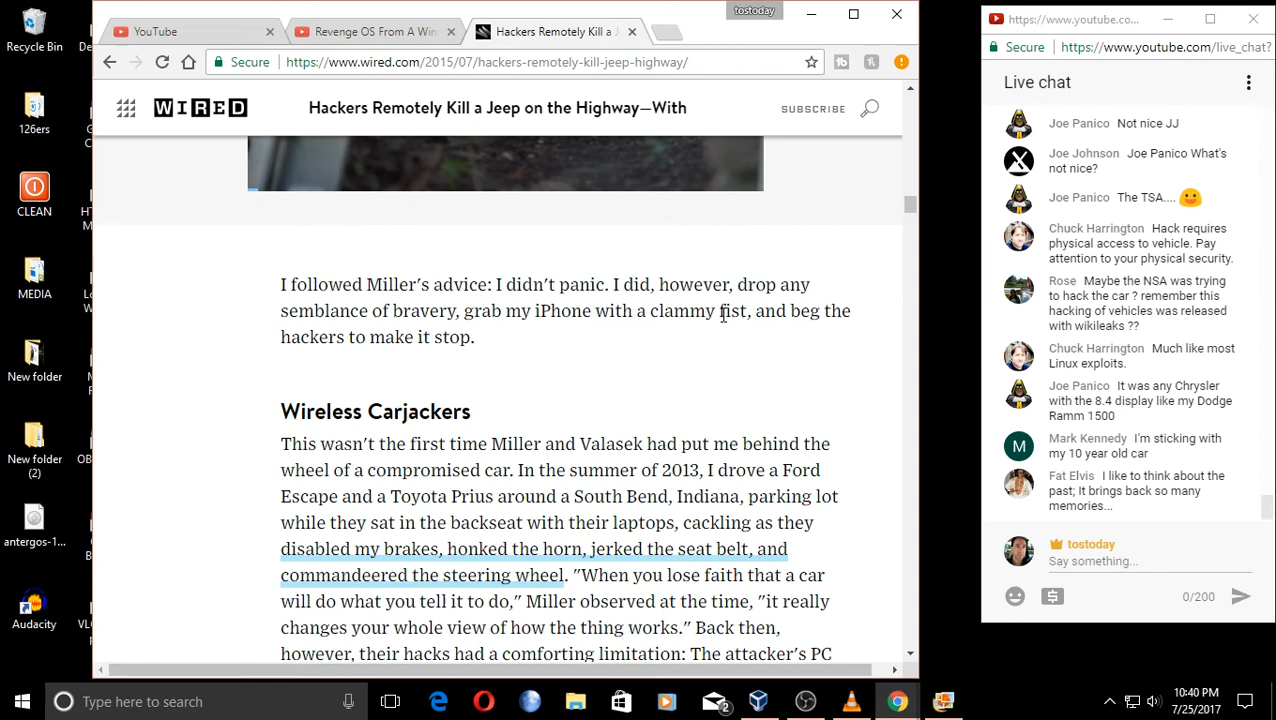 tostoday
YouTube
Revenge OS From A Win
Hackers Remotely Kill a J
Secure
https://www.wired.com/2015/07/hackers-remotely-kill-jeep-highway/
WIRED
Hackers Remotely Kill a Jeep on the Highway—With
SUBSCRIBE
I followed Miller's advice: I didn't panic. I did, however, drop any
semblance of bravery, grab my iPhone with a clammy fist, and beg the
hackers to make it stop.
Wireless Carjackers
This wasn't the first time Miller and Valasek had put me behind the
wheel of a compromised car. In the summer of 2013, I drove a Ford
Escape and a Toyota Prius around a South Bend, Indiana, parking lot
while they sat in the backseat with their laptops, cackling as they
disabled my brakes, honked the horn, jerked the seat belt, and
commandeered the steering wheel. "When you lose faith that a car
will do what you tell it to do," Miller observed at the time, "it really
changes your whole view of how the thing works." Back then,
however, their hacks had a comforting limitation: The attacker's PC
Recycle Bin
126ers
CLEAN
MEDIA
New folder
New folder
(2)
antergos-1...
Audacity
https://www.youtube.co...
Secure
https://www.youtube.com/live_chat?
Live chat
Joe Panico Not nice JJ
Joe Johnson Joe Panico What's
not nice?
Joe Panico The TSA....
Chuck Harrington Hack requires
physical access to vehicle. Pay
attention to your physical security.
Rose Maybe the NSA was trying
to hack the car ? remember this
hacking of vehicles was released
with wikileaks ??
Chuck Harrington Much like most
Linux exploits.
Joe Panico It was any Chrysler
with the 8.4 display like my Dodge
Ramm 1500
Mark Kennedy I'm sticking with
my 10 year old car
Fat Elvis I like to think about the
past; It brings back so many
memories...
tostoday
Say something...
0/200
Type here to search
2
10:40 PM
7/25/2017